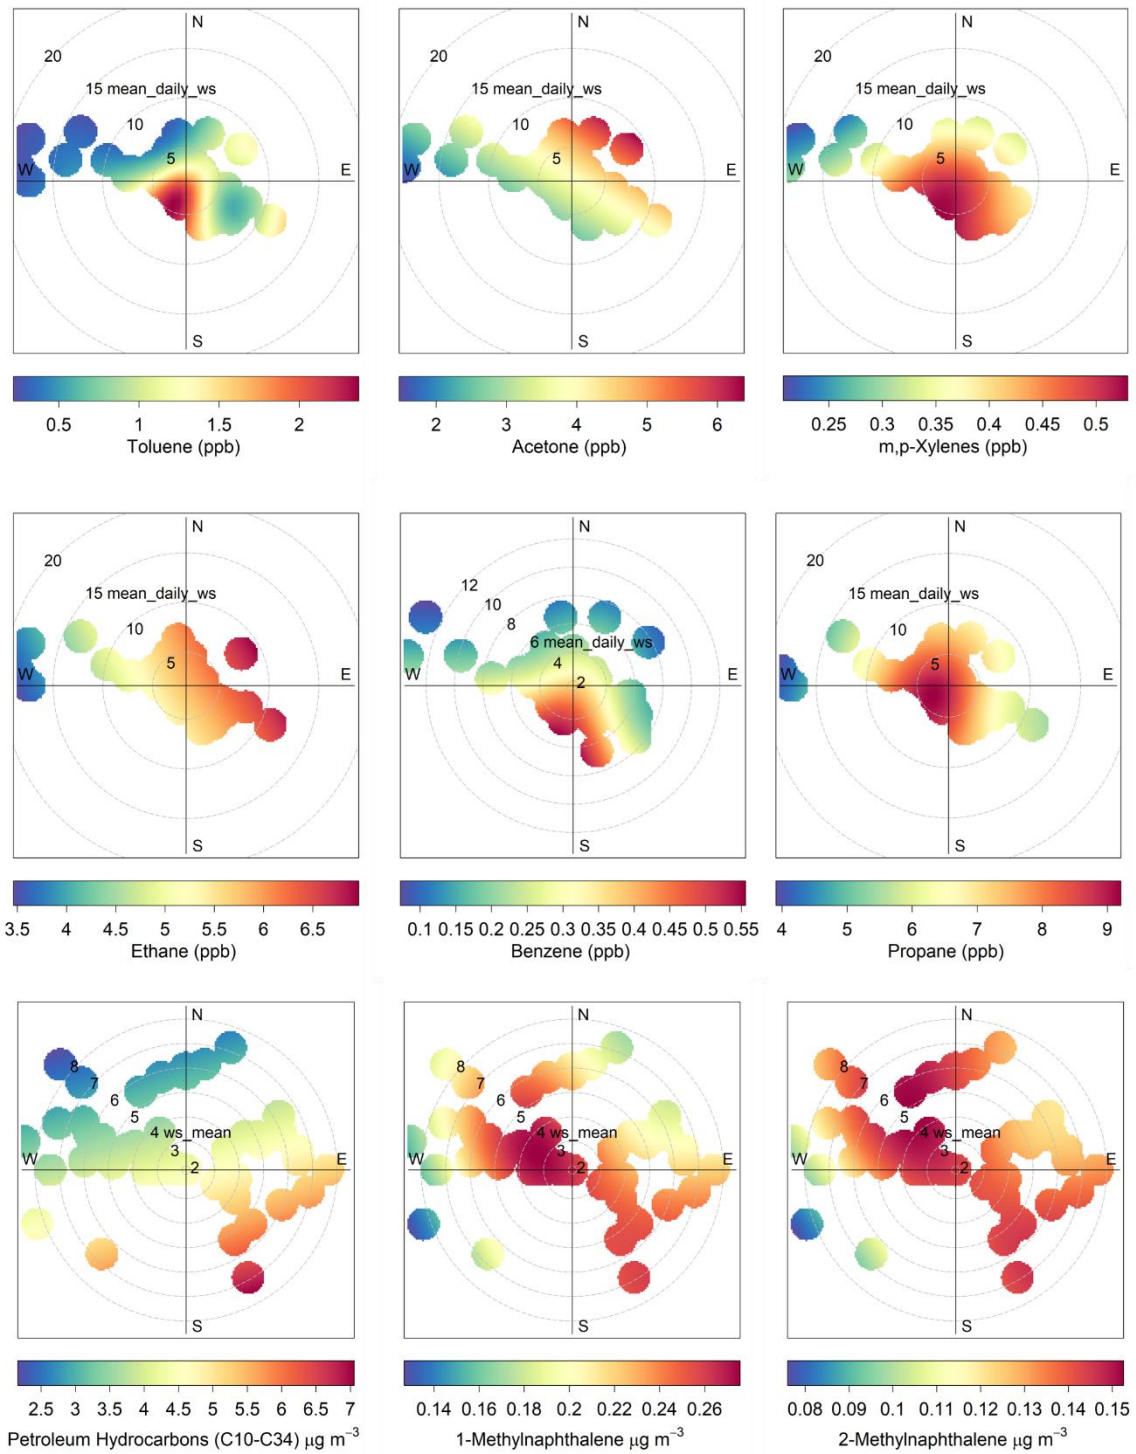 N
20
15 mean_daily_ws
10
5
W
E
S
0.5 1 1.5 2
Toluene (ppb)
N
20
15 mean_daily_ws
10
5
W
E
S
2 3 4 5 6
Acetone (ppb)
N
20
15 mean_daily_ws
10
5
W
E
S
0.25 0.3 0.35 0.4 0.45 0.5
m,p-Xylenes (ppb)
N
20
15 mean_daily_ws
10
5
W
E
S
3.5 4 4.5 5 5.5 6 6.5
Ethane (ppb)
N
12
10
8
6 mean_daily_ws
4
2
W
E
S
0.1 0.15 0.2 0.25 0.3 0.35 0.4 0.45 0.5 0.55
Benzene (ppb)
N
20
15 mean_daily_ws
10
5
W
E
S
4 5 6 7 8 9
Propane (ppb)
N
8
7
6
5
4 ws_mean
3
2
W
E
S
2.5 3 3.5 4 4.5 5 5.5 6 6.5 7
Petroleum Hydrocarbons (C10-C34) μg m⁻³
N
8
7
6
5
4 ws_mean
3
2
W
E
S
0.14 0.16 0.18 0.2 0.22 0.24 0.26
1-Methylnaphthalene μg m⁻³
N
8
7
6
5
4 ws_mean
3
2
W
E
S
0.08 0.09 0.1 0.11 0.12 0.13 0.14 0.15
2-Methylnaphthalene μg m⁻³